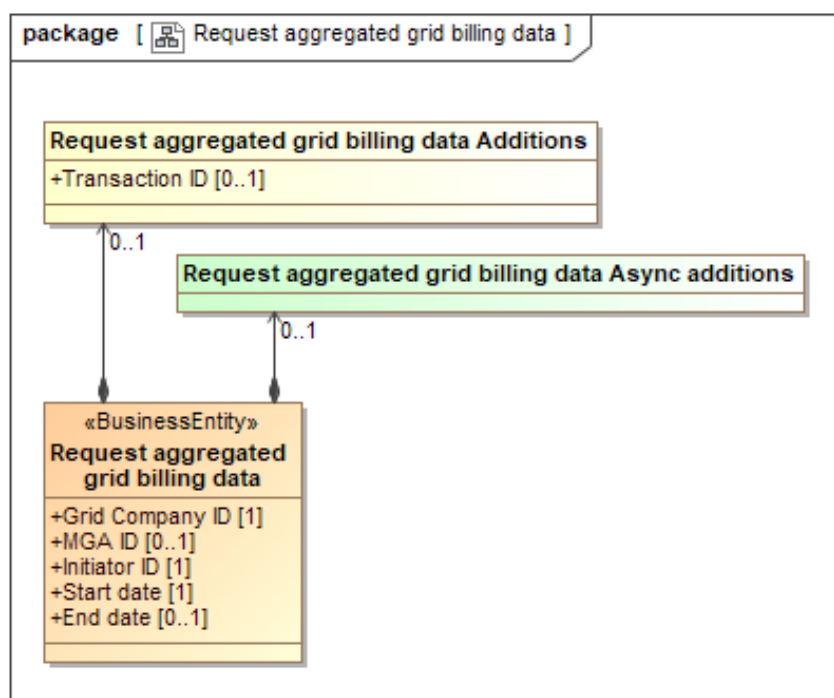 package [ Request aggregated grid billing data ]
Request aggregated grid billing data Additions
+Transaction ID [0..1]
0..1
Request aggregated grid billing data Async additions
0..1
«BusinessEntity»
Request aggregated
grid billing data
+Grid Company ID [1]
+MGA ID [0..1]
+Initiator ID [1]
+Start date [1]
+End date [0..1]